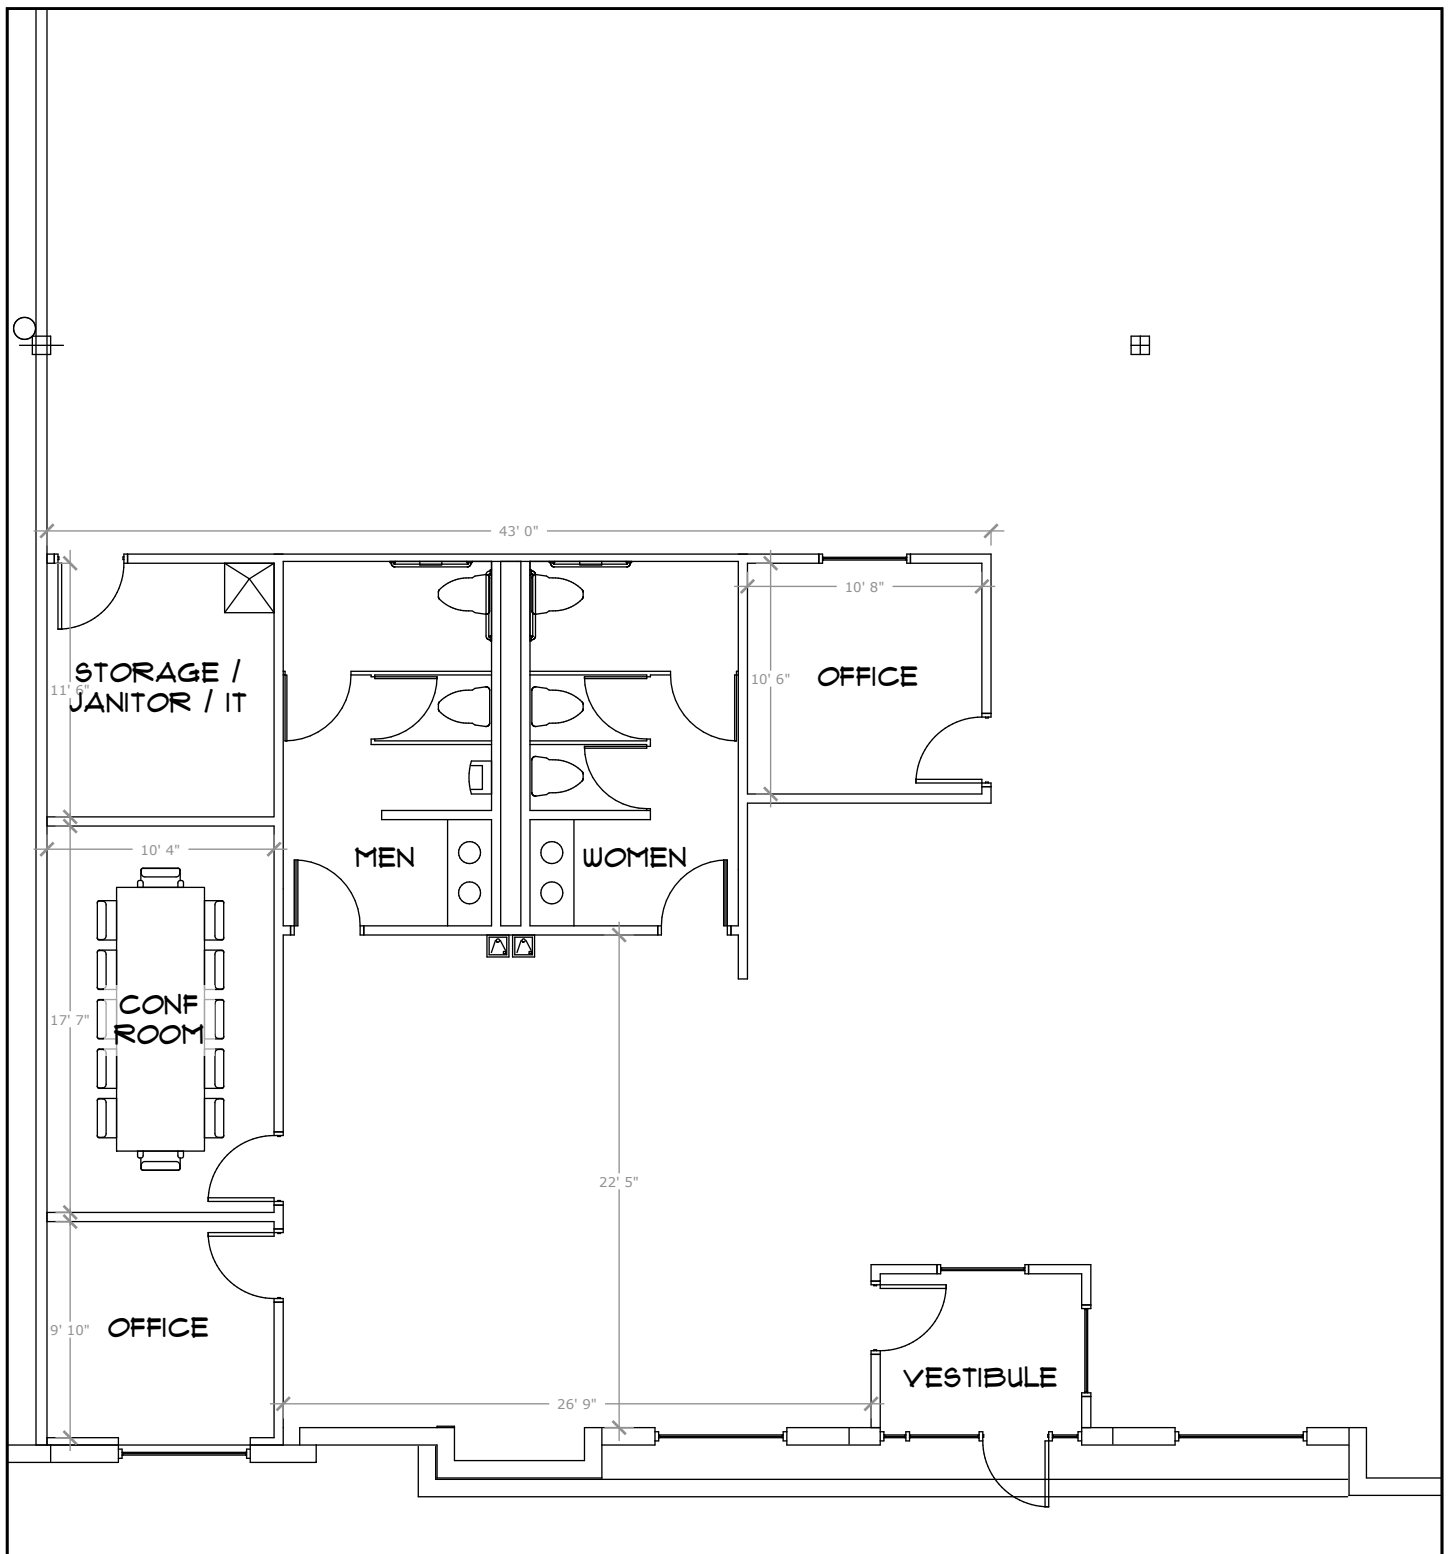 43' 0"
10' 8"
STORAGE /
JANITOR / IT
11' 6"
OFFICE
10' 6"
10' 4"
MEN
WOMEN
CONF
ROOM
17' 7"
22' 5"
OFFICE
9' 10"
VESTIBULE
26' 9"